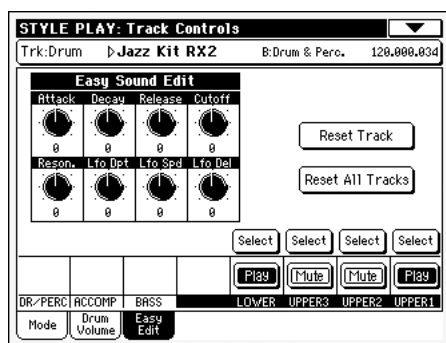 STYLE PLAY: Track Controls
Trk:Drum ▷Jazz Kit RX2 B:Drum & Perc. 120.000.034
Easy Sound Edit
Attack Decay Release Cutoff
0 0 0 0
Reson. Lfo Dpt Lfo Spd Lfo Del
0 0 0 0
Reset Track
Reset All Tracks
Select Select Select Select
Play Mute Mute Play
DR/PERC ACCOMP BASS LOWER UPPER3 UPPER2 UPPER1
Mode Drum Volume Easy Edit